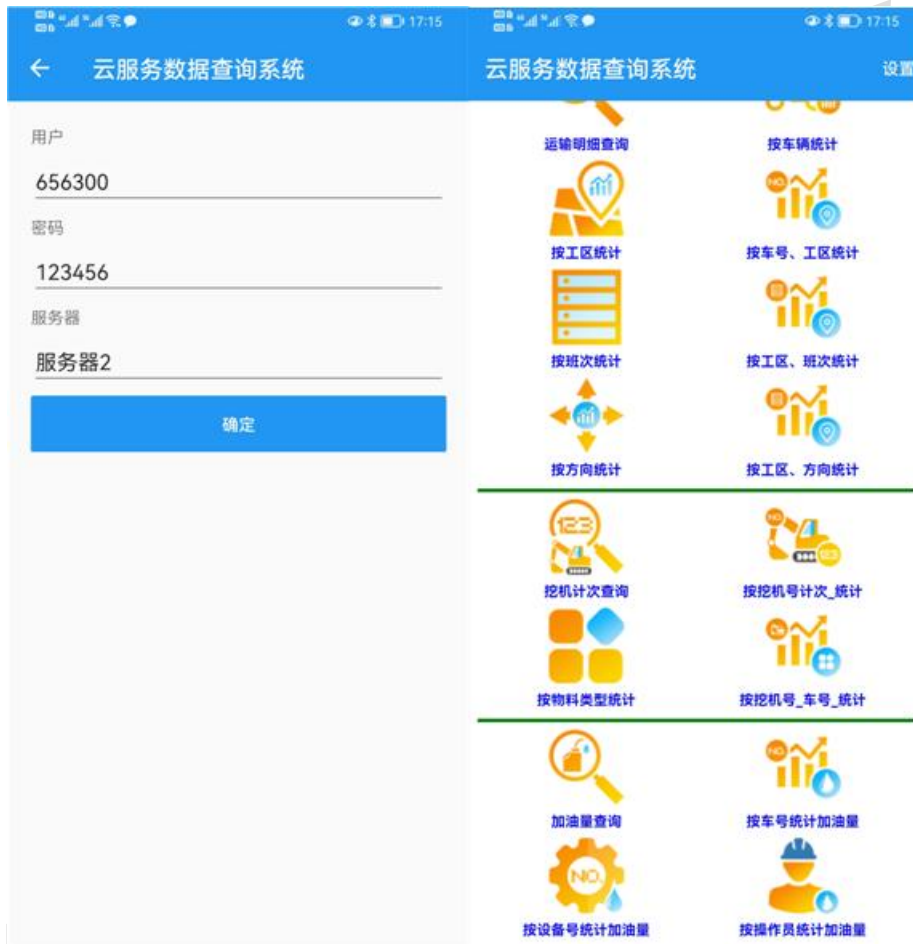 17:15
云服务数据查询系统
用户
656300
密码
123456
服务器
服务器2
确定
17:15
云服务数据查询系统 设置
运输明细查询 按车辆统计
NO.
按工区统计 按车号、工区统计
按班次统计 按工区、班次统计
按方向统计 按工区、方向统计
123 NO. 123
挖机计次查询 按挖机号计次_统计
按物料类型统计 按挖机号_车号_统计
NO.
加油量查询 按车号统计加油量
NO.
按设备号统计加油量 按操作员统计加油量